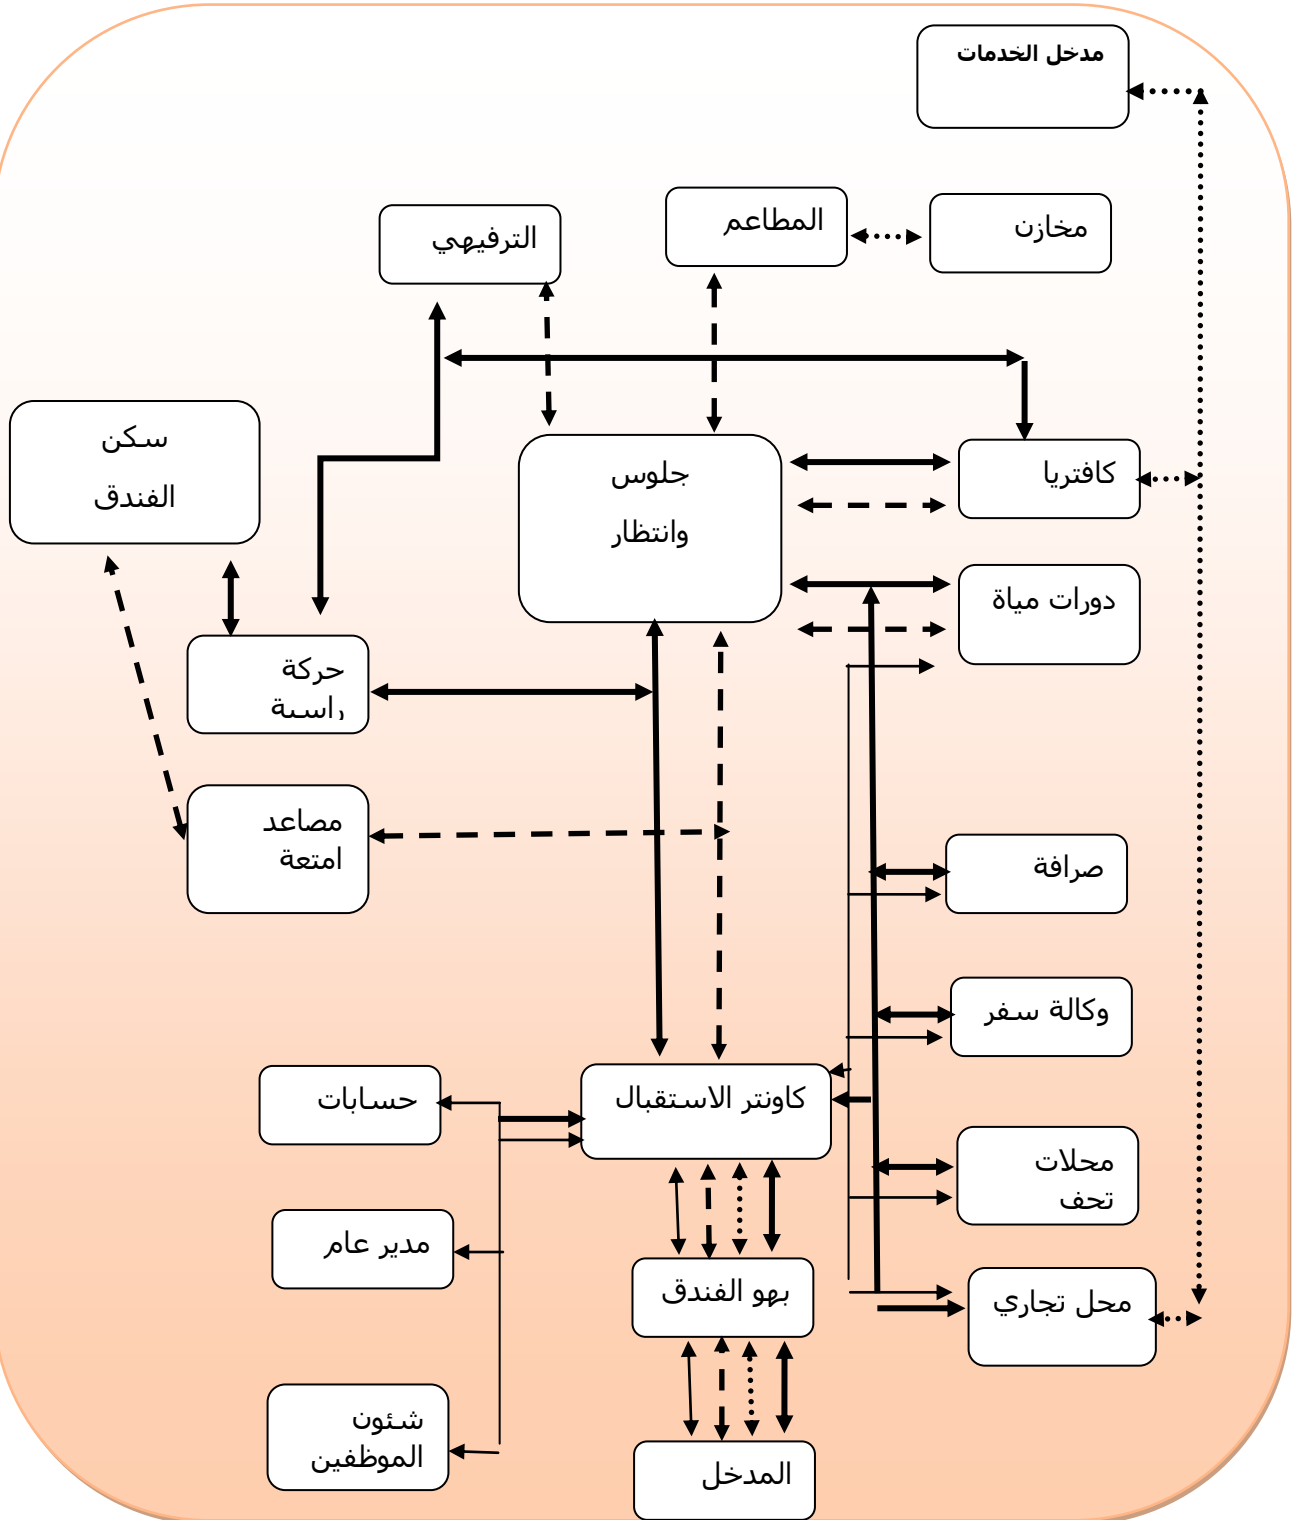 مدخل الخدمات
مخازن
المطاعم
الترفيهي
سكن
الفندق
جلوس
وانتظار
كافتريا
دورات مياة
حركة
راسية
مصاعد
امتعة
صرافة
وكالة سفر
كاونتر الاستقبال
حسابات
محلات
تحف
مدير عام
بهو الفندق
محل تجاري
شئون
الموظفين
المدخل